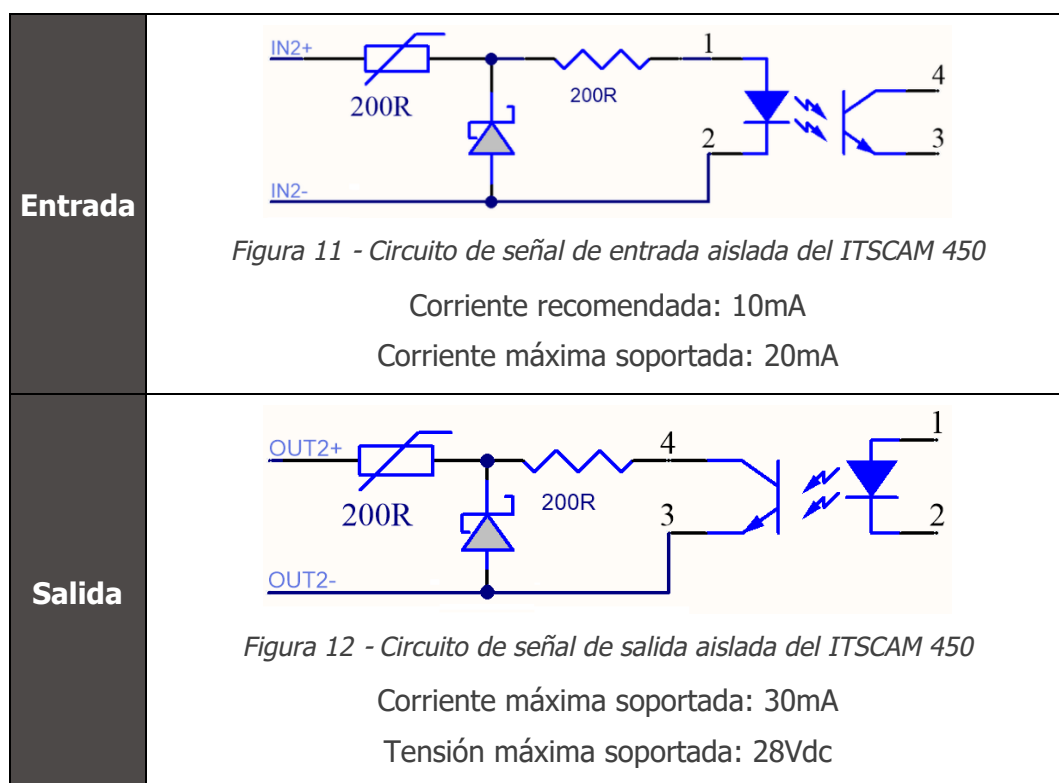 Entrada
IN2+
200R
200R
1
2
4
3
IN2-
Figura 11 - Circuito de señal de entrada aislada del ITSCAM 450
Corriente recomendada: 10mA
Corriente máxima soportada: 20mA
Salida
OUT2+
200R
200R
4
3
1
2
OUT2-
Figura 12 - Circuito de señal de salida aislada del ITSCAM 450
Corriente máxima soportada: 30mA
Tensión máxima soportada: 28Vdc